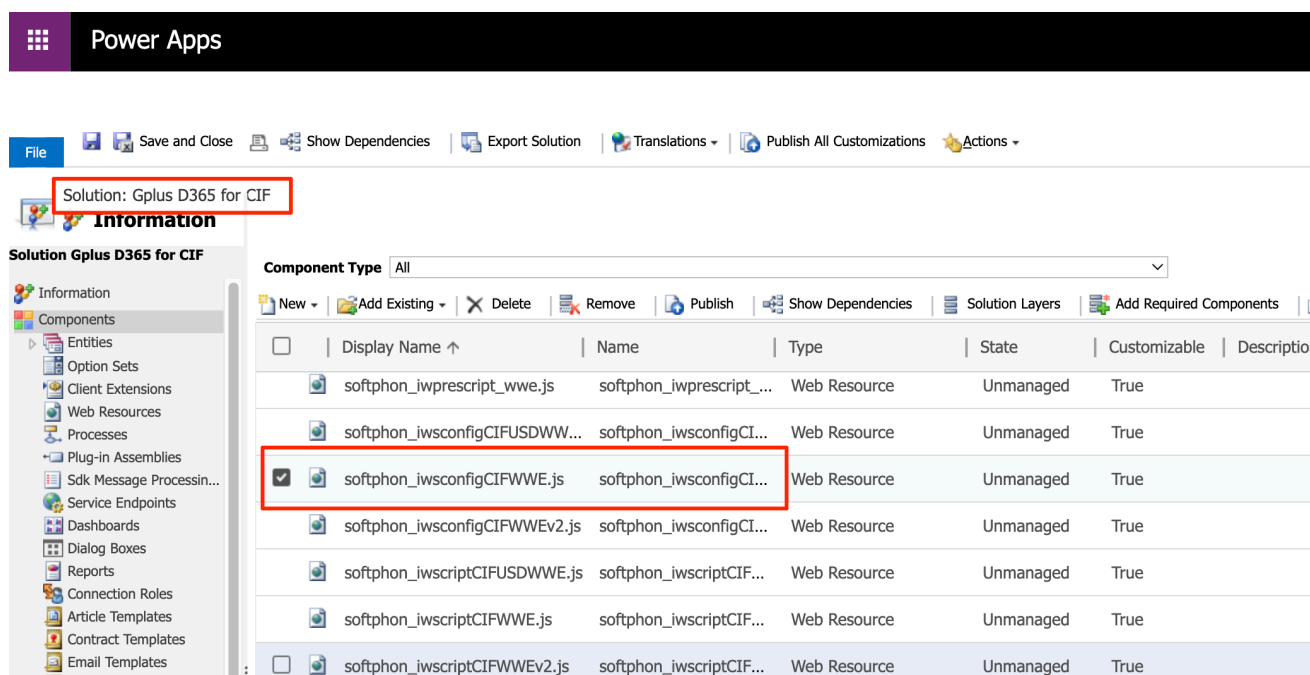 Power Apps
File
Save and Close
Show Dependencies
Export Solution
Translations
Publish All Customizations
Actions
Solution: Gplus D365 for CIF
Information
Solution Gplus D365 for CIF
Component Type All
Information
Components
Entities
Option Sets
Client Extensions
Web Resources
Processes
Plug-in Assemblies
Sdk Message Processin...
Service Endpoints
Dashboards
Dialog Boxes
Reports
Connection Roles
Article Templates
Contract Templates
Email Templates
New
Add Existing
Delete
Remove
Publish
Show Dependencies
Solution Layers
Add Required Components
Display Name Name Type State Customizable Descriptio
softphon_iwprescript_wwe.js softphon_iwprescript_... Web Resource Unmanaged True
softphon_iwsconfigCIFUSDWW... softphon_iwsconfigCI... Web Resource Unmanaged True
softphon_iwsconfigCIFWWE.js softphon_iwsconfigCI... Web Resource Unmanaged True
softphon_iwsconfigCIFWWEv2.js softphon_iwsconfigCI... Web Resource Unmanaged True
softphon_iwscriptCIFUSDWWE.js softphon_iwscriptCIF... Web Resource Unmanaged True
softphon_iwscriptCIFWWE.js softphon_iwscriptCIF... Web Resource Unmanaged True
softphon_iwscriptCIFWWEv2.js softphon_iwscriptCIF... Web Resource Unmanaged True